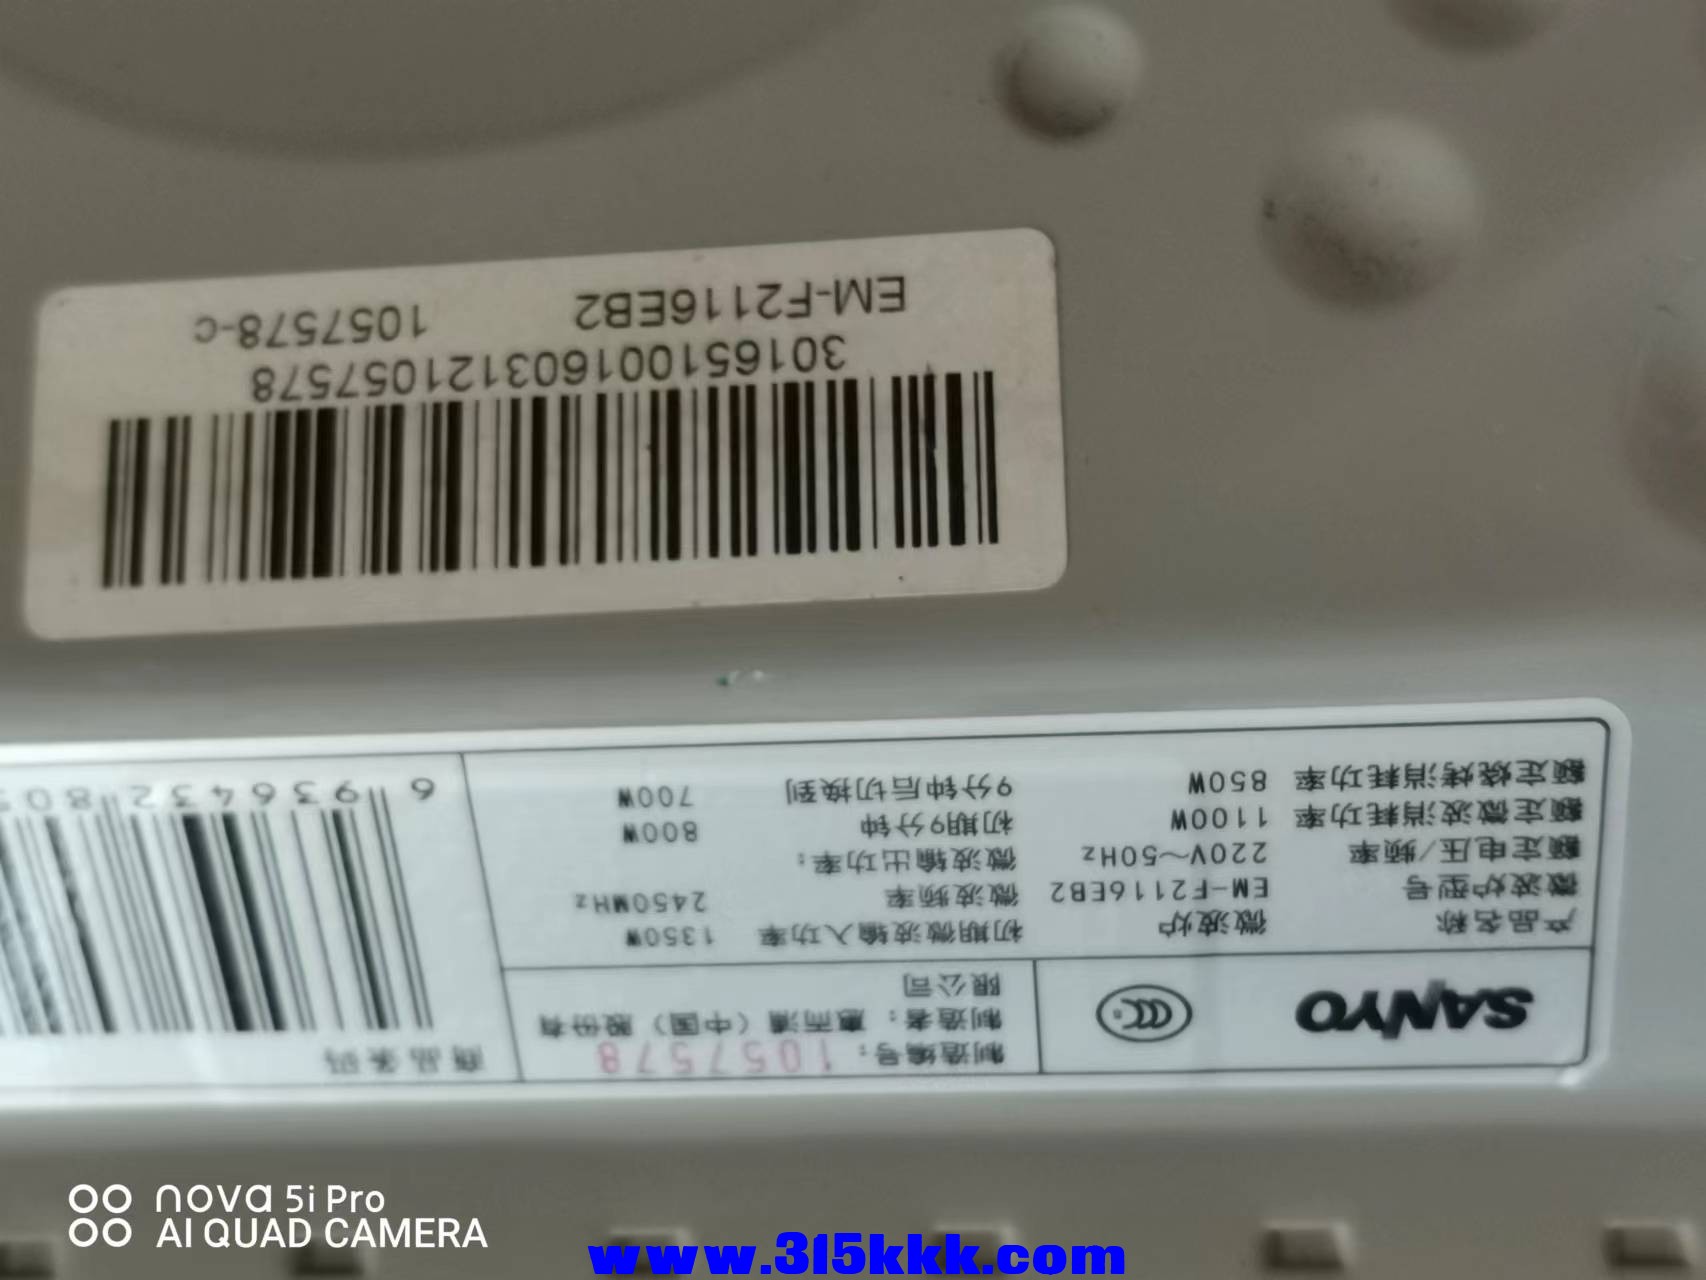 SANYO
制造编号：1057578
制造者：惠而浦（中国）股份有
限公司
商品条码
产品名称 微波炉 初期微波输入功率 1350W
微波炉型号 EM-F2116EB2 微波频率 2450MHz
额定电压/频率 220V～50Hz 微波输出功率：
额定微波消耗功率 1100W 初期9分钟 800W
额定烧烤消耗功率 850W 9分钟后切换到 700W
6 936432 80
301651001603121057578
EM-F2116EB2 1057578-c
nova 5i Pro
AI QUAD CAMERA
www.315kkk.com